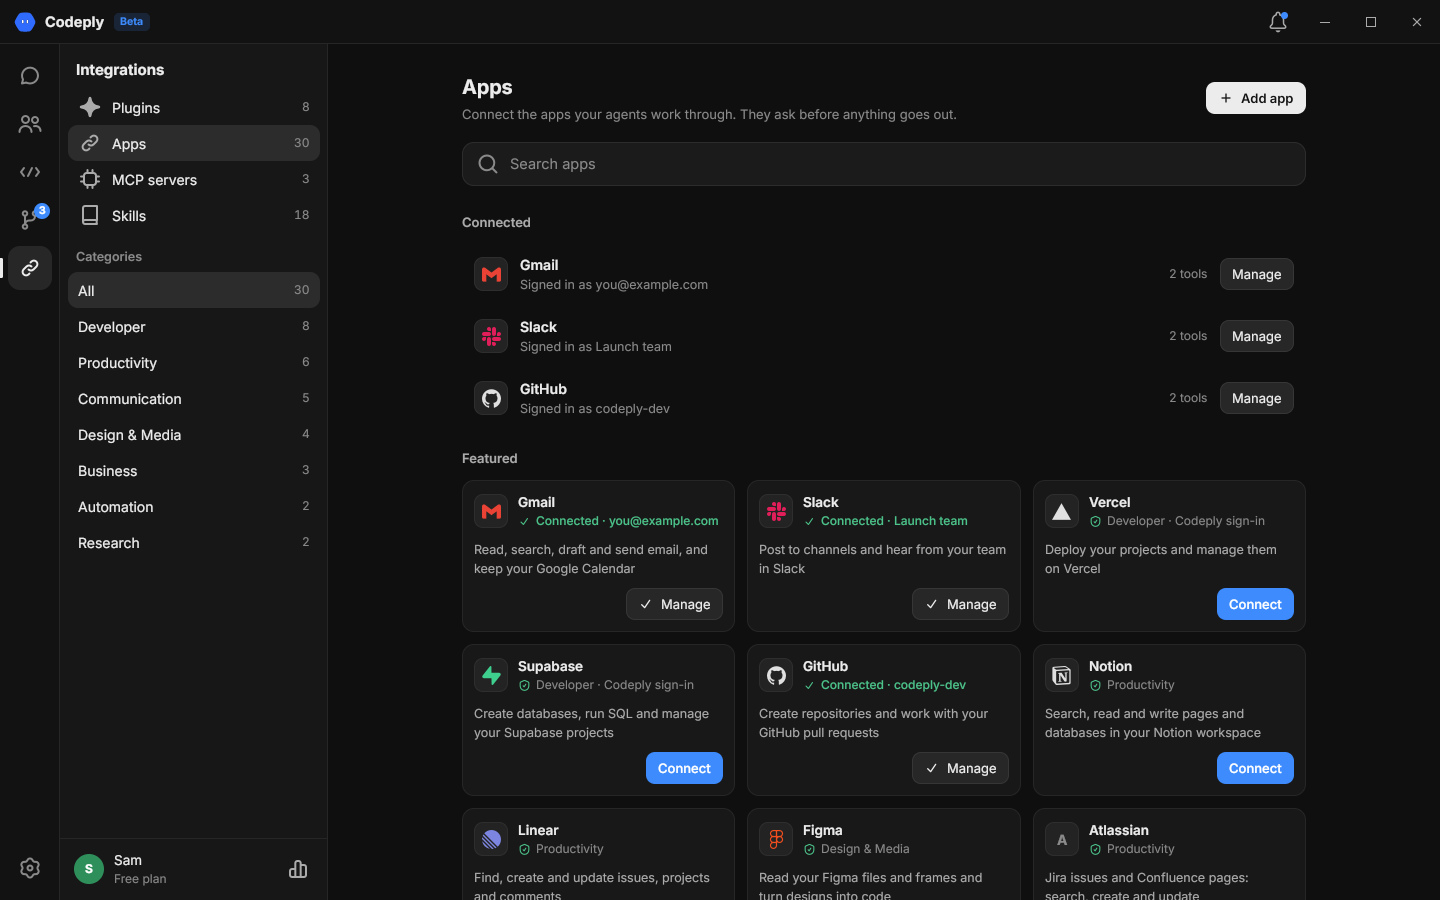 Codeply Beta
Integrations
Plugins 8
Apps 30
MCP servers 3
3
Skills 18
Categories
All 30
Developer 8
Productivity 6
Communication 5
Design & Media 4
Business 3
Automation 2
Research 2
S
Sam
Free plan
Apps
Connect the apps your agents work through. They ask before anything goes out.
Add app
Search apps
Connected
Gmail
Signed in as you@example.com
2 tools Manage
Slack
Signed in as Launch team
2 tools Manage
GitHub
Signed in as codeply-dev
2 tools Manage
Featured
Gmail
Connected · you@example.com
Read, search, draft and send email, and
keep your Google Calendar
Manage
Slack
Connected · Launch team
Post to channels and hear from your team
in Slack
Manage
Vercel
Developer · Codeply sign-in
Deploy your projects and manage them
on Vercel
Connect
Supabase
Developer · Codeply sign-in
Create databases, run SQL and manage
your Supabase projects
Connect
GitHub
Connected · codeply-dev
Create repositories and work with your
GitHub pull requests
Manage
Notion
Productivity
Search, read and write pages and
databases in your Notion workspace
Connect
Linear
Productivity
Find, create and update issues, projects
and comments
Figma
Design & Media
Read your Figma files and frames and
turn designs into code
A
Atlassian
Productivity
Jira issues and Confluence pages:
search, create and update